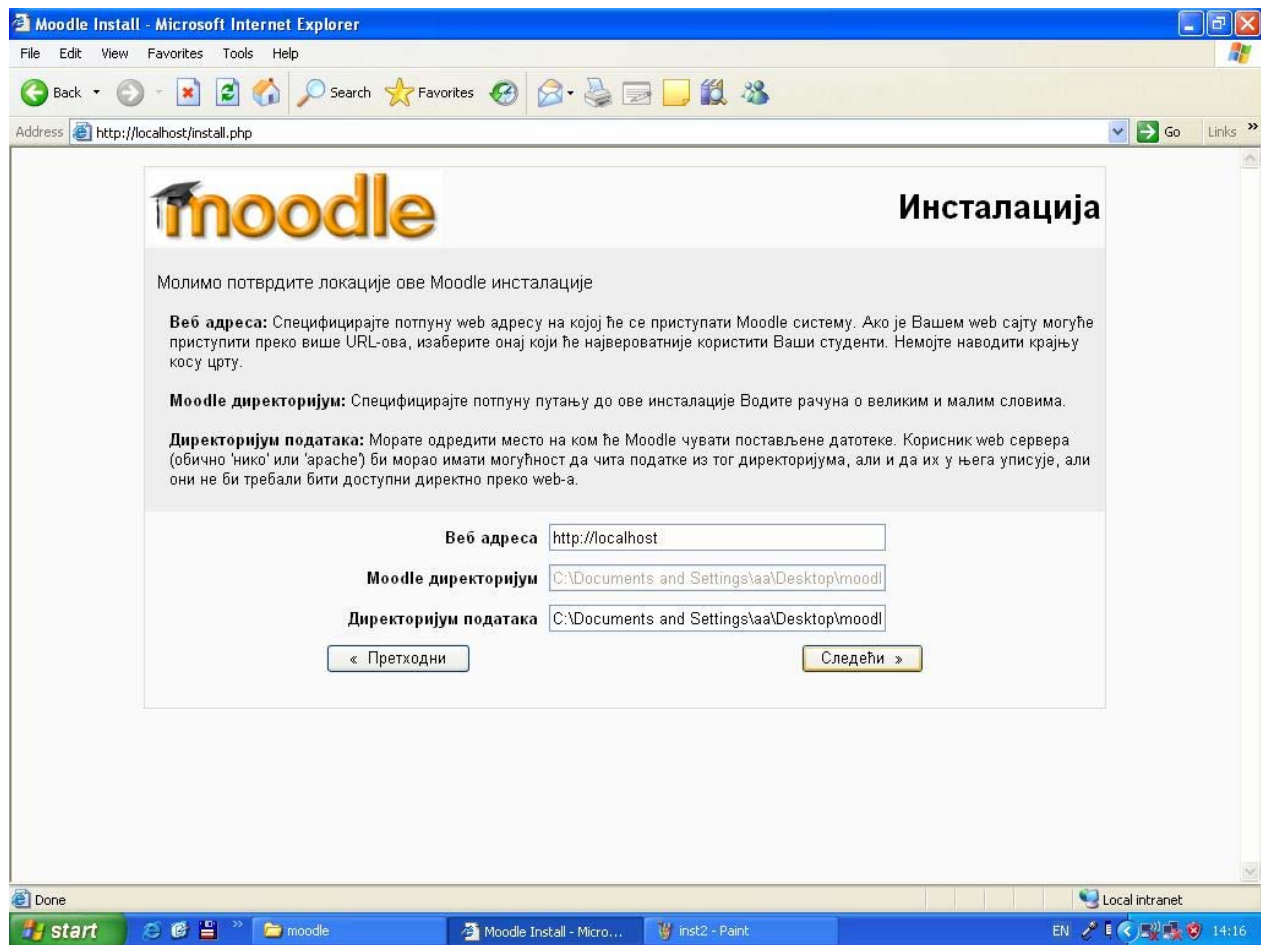 Moodle Install - Microsoft Internet Explorer
File Edit View Favorites Tools Help
Back Search Favorites
Address http://localhost/install.php Go Links »
moodle Инсталација
Молимо потврдите локације ове Moodle инсталације
Веб адреса: Специфицирајте потпуну web адресу на којој ће се приступати Moodle систему. Ако је Вашем web сајту могуће
приступити преко више URL-ова, изаберите онај који ће највероватније користити Ваши студенти. Немојте наводити крајњу
косу црту.
Moodle директоријум: Специфицирајте потпуну путању до ове инсталације Водите рачуна о великим и малим словима.
Директоријум података: Морате одредити место на ком ће Moodle чувати постављене датотеке. Корисник web сервера
(обично 'нико' или 'apache') би морао имати могућност да чита податке из тог директоријума, али и да их у њега уписује, али
они не би требали бити доступни директно преко web-а.
Веб адреса http://localhost
Moodle директоријум C:\Documents and Settings\aa\Desktop\moodl
Директоријум података C:\Documents and Settings\aa\Desktop\moodl
« Претходни Следећи »
Done Local intranet
start » moodle Moodle Install - Micro... inst2 - Paint EN 14:16